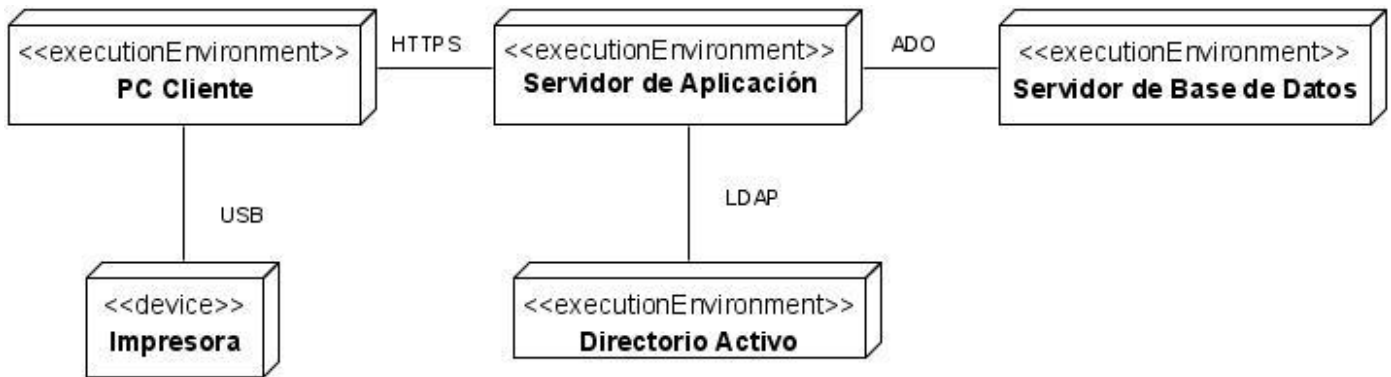 <<executionEnvironment>>
PC Cliente
HTTPS
<<executionEnvironment>>
Servidor de Aplicación
ADO
<<executionEnvironment>>
Servidor de Base de Datos
USB
LDAP
<<device>>
Impresora
<<executionEnvironment>>
Directorio Activo